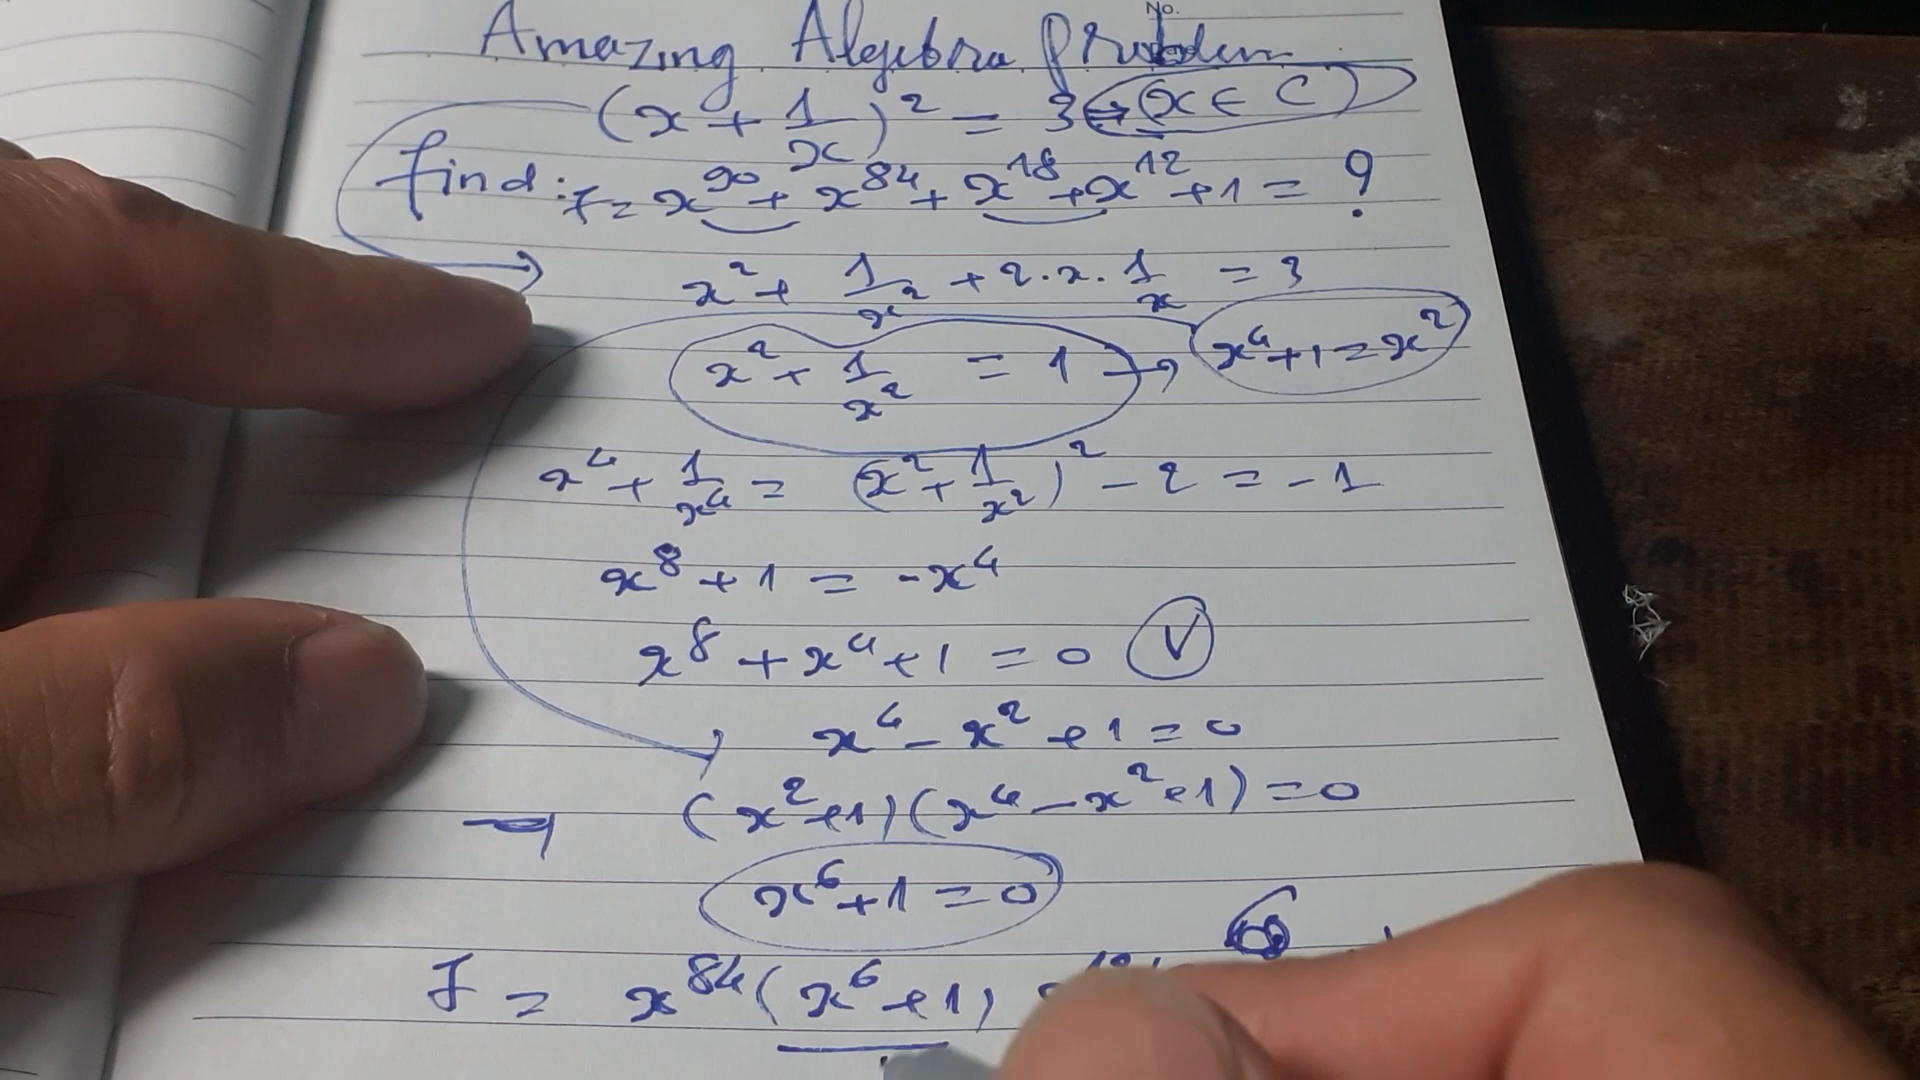 No.
Amazing Algebra Problem
(x + 1/x)² = 3 → (x ∈ C)
find: f = x⁹⁰ + x⁸⁴ + x¹⁸ + x¹² + 1 = ?
x² + 1/x² + 2·x·1/x = 3
x² + 1/x² = 1 → x⁴ + 1 = x²
x⁴ + 1/x⁴ = (x² + 1/x²)² - 2 = -1
x⁸ + 1 = -x⁴
x⁸ + x⁴ + 1 = 0 V
x⁴ - x² + 1 = 0
→ (x² + 1)(x⁴ - x² + 1) = 0
x⁶ + 1 = 0
f = x⁸⁴(x⁶ + 1)